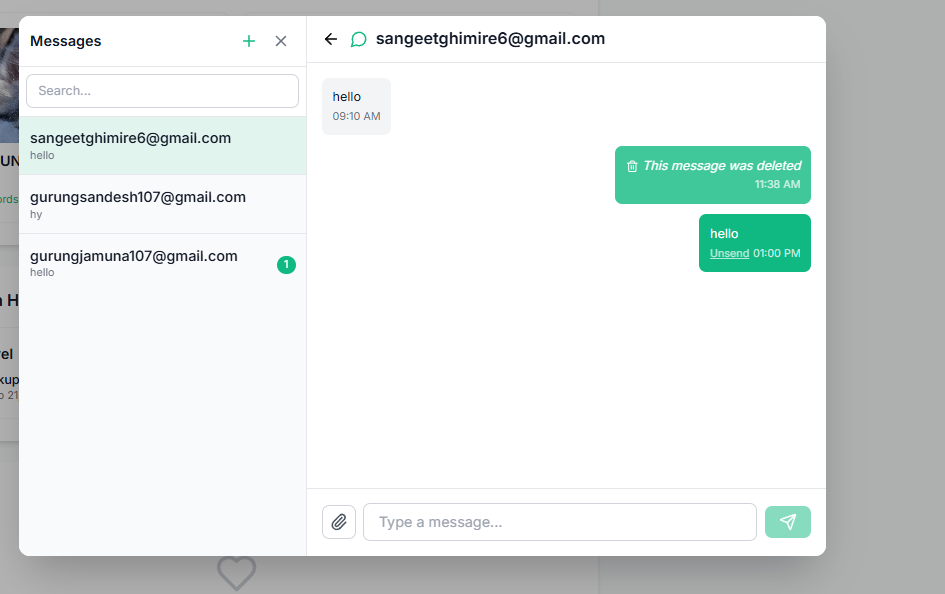 Messages
Search...
sangeetghimire6@gmail.com
hello
gurungsandesh107@gmail.com
hy
gurungjamuna107@gmail.com
hello
1
sangeetghimire6@gmail.com
hello
09:10 AM
This message was deleted
11:38 AM
hello
Unsend 01:00 PM
Type a message...
UN
ords
n H
vel
kup
21